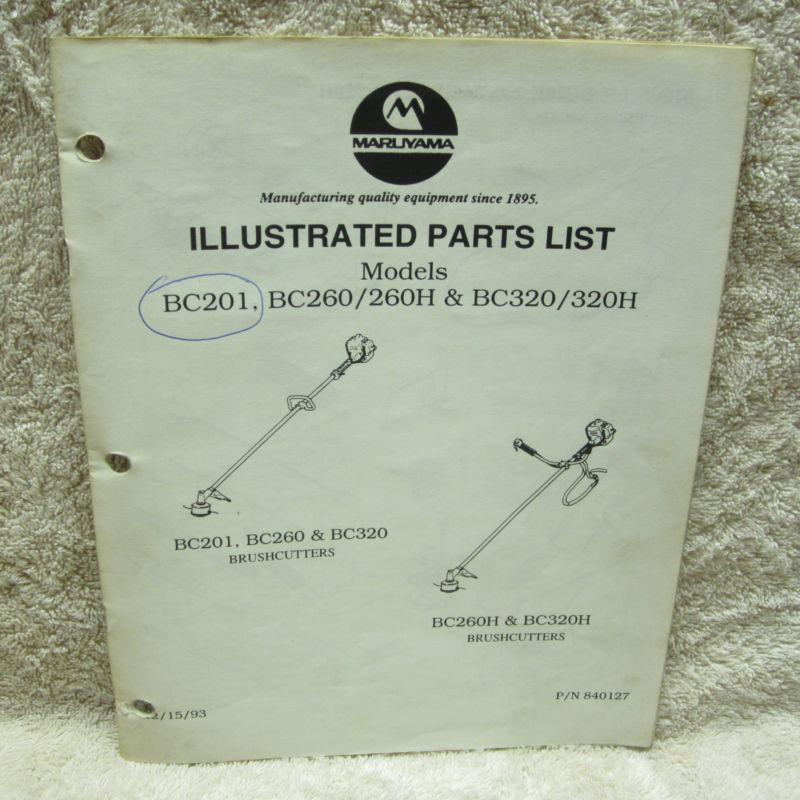 MARUYAMA
Manufacturing quality equipment since 1895.
ILLUSTRATED PARTS LIST
Models
BC201, BC260/260H & BC320/320H
BC201, BC260 & BC320
BRUSHCUTTERS
BC260H & BC320H
BRUSHCUTTERS
P/N 840127
2/15/93